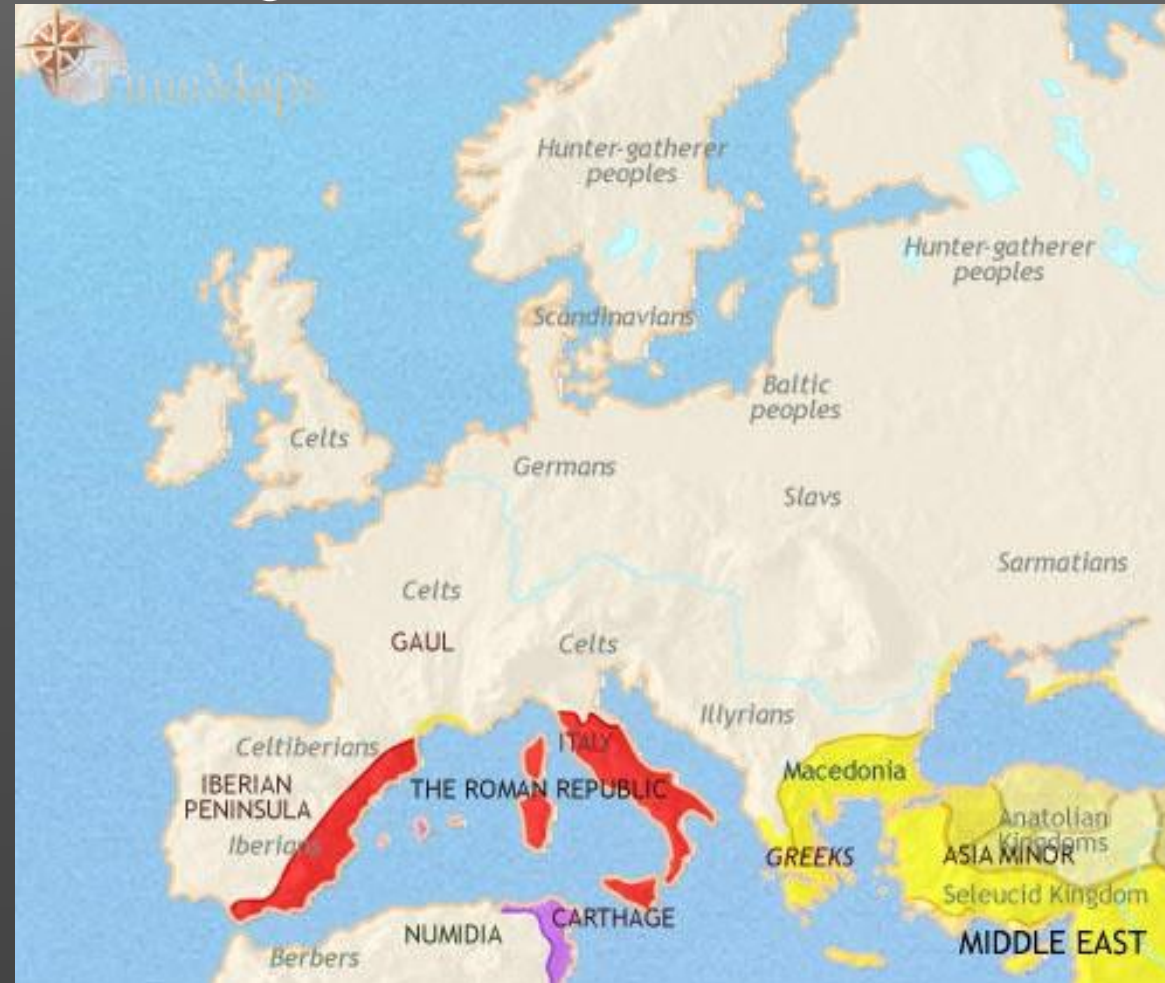 TimeMaps
Hunter-gatherer
peoples
Hunter-gatherer
peoples
Scandinavians
Baltic
peoples
Celts
Germans
Slavs
Sarmatians
Celts
GAUL
Celts
Illyrians
Celtiberians
ITALY
IBERIAN
PENINSULA
THE ROMAN REPUBLIC
Macedonia
Anatolian
Kingdoms
Iberians
GREEKS
ASIA MINOR
Seleucid Kingdom
CARTHAGE
NUMIDIA
MIDDLE EAST
Berbers